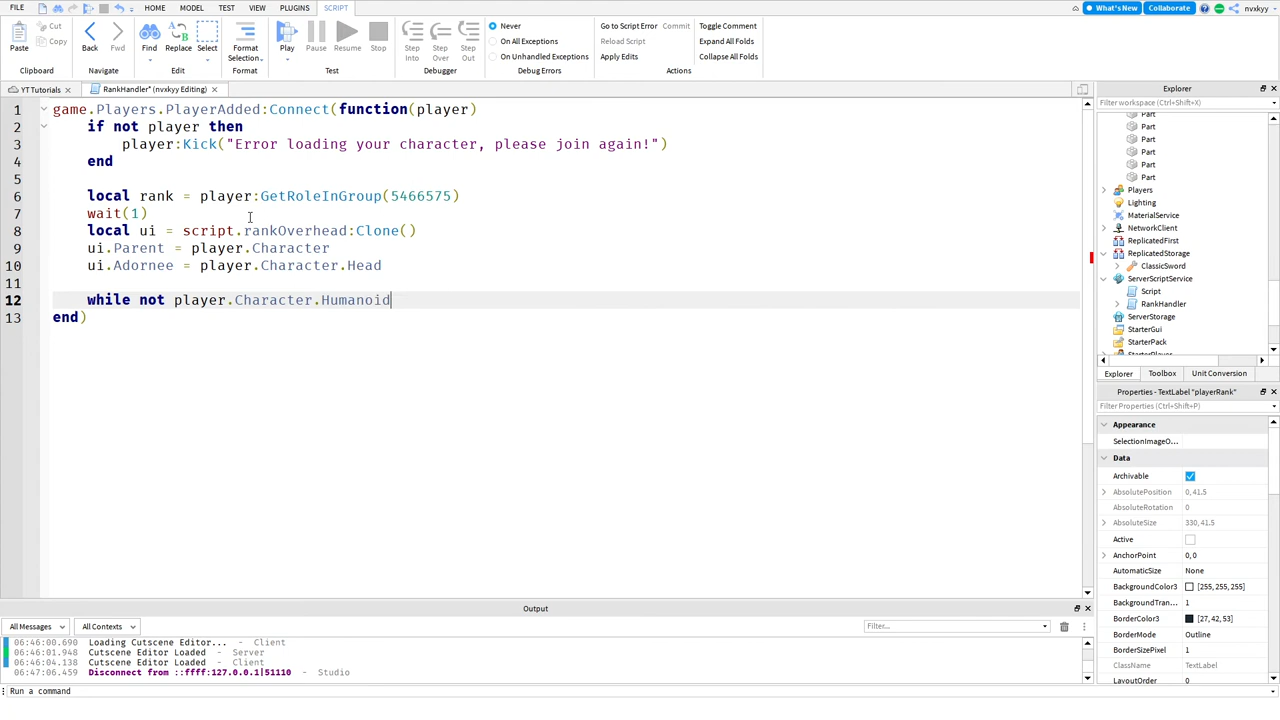 FILE HOME MODEL TEST VIEW PLUGINS SCRIPT What's New Collaborate nvxkyy
Paste Cut Copy Back Fwd Find Replace Select Format Selection Play Pause Resume Stop Step Into Step Over Step Out Never On All Exceptions On Unhandled Exceptions Go to Script Error Commit Reload Script Apply Edits Toggle Comment Expand All Folds Collapse All Folds
Clipboard Navigate Edit Format Test Debugger Debug Errors Actions
YT Tutorials RankHandler* (nvxkyy Editing)
1 game.Players.PlayerAdded:Connect(function(player)
2 if not player then
3 player:Kick("Error loading your character, please join again!")
4 end
5
6 local rank = player:GetRoleInGroup(5466575)
7 wait(1)
8 local ui = script.rankOverhead:Clone()
9 ui.Parent = player.Character
10 ui.Adornee = player.Character.Head
11
12 while not player.Character.Humanoid
13 end)
Explorer
Filter workspace (Ctrl+Shift+X)
Part
Part
Part
Part
Part
Part
Players
Lighting
MaterialService
NetworkClient
ReplicatedFirst
ReplicatedStorage
ClassicSword
ServerScriptService
Script
RankHandler
ServerStorage
StarterGui
StarterPack
StarterPlayer
Explorer Toolbox Unit Conversion
Properties - TextLabel "playerRank"
Filter Properties (Ctrl+Shift+P)
Appearance
SelectionImageO...
Data
Archivable
AbsolutePosition 0, 41.5
AbsoluteRotation 0
AbsoluteSize 330, 41.5
Active
AnchorPoint 0,0
AutomaticSize None
BackgroundColor3 [255,255,255]
BackgroundTran... 1
BorderColor3 [27,42,53]
BorderMode Outline
BorderSizePixel 1
ClassName TextLabel
LayoutOrder 0
Output
All Messages All Contexts Filter...
06:46:00.690 Loading Cutscene Editor... - Client
06:46:01.948 Cutscene Editor Loaded - Server
06:46:04.138 Cutscene Editor Loaded - Client
06:47:06.459 Disconnect from ::ffff:127.0.0.1|51110 - Studio
Run a command